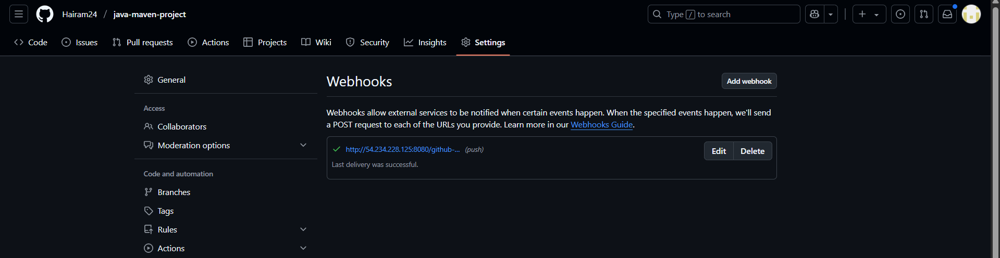 Hairam24 / java-maven-project
Type / to search
Code
Issues
Pull requests
Actions
Projects
Wiki
Security
Insights
Settings
General
Access
Collaborators
Moderation options
Code and automation
Branches
Tags
Rules
Actions
Webhooks
Add webhook
Webhooks allow external services to be notified when certain events happen. When the specified events happen, we'll send
a POST request to each of the URLs you provide. Learn more in our Webhooks Guide.
http://54.234.228.125:8080/github-... (push)
Edit
Delete
Last delivery was successful.